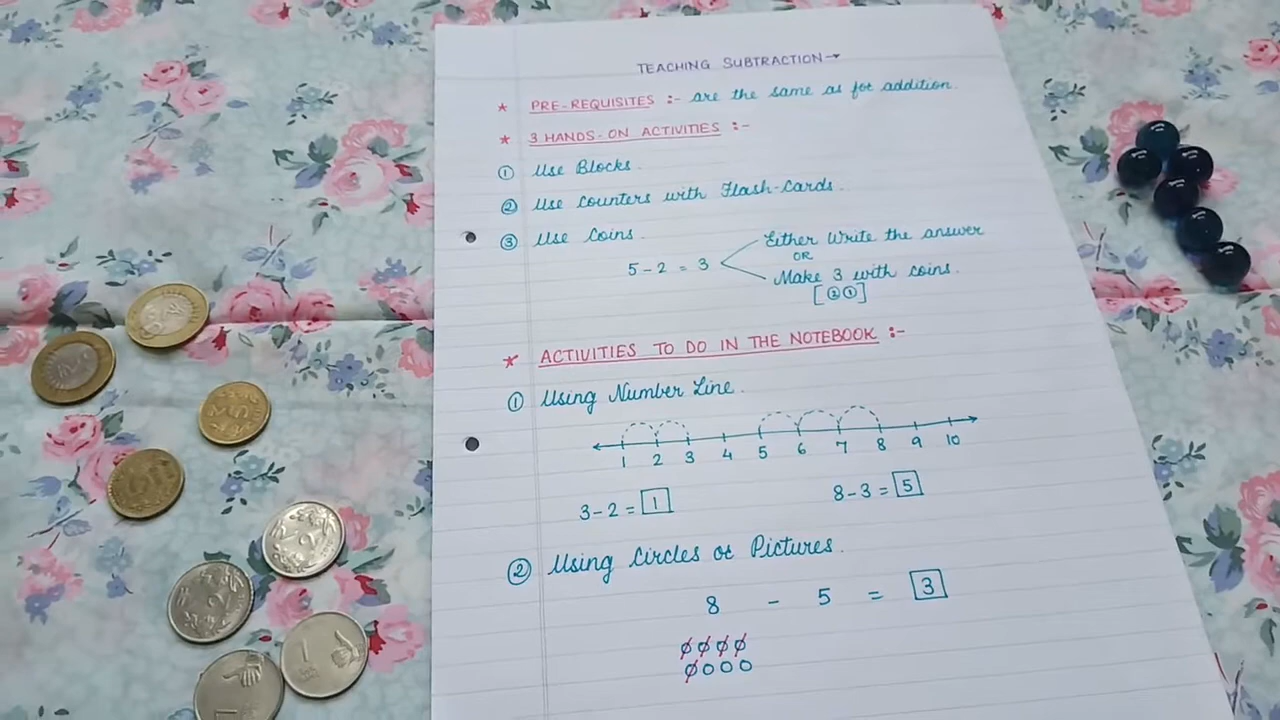 TEACHING SUBTRACTION→
* PRE-REQUISITES :- are the same as for addition.
* 3 HANDS-ON ACTIVITIES :-
① Use Blocks.
② Use Counters with Flash-Cards.
③ Use Coins.
5 - 2 = 3
Either Write the answer
OR
Make 3 with coins.
[②①]
* ACTIVITIES TO DO IN THE NOTEBOOK :-
① Using Number Line.
1 2 3 4 5 6 7 8 9 10
3 - 2 = 1
8 - 3 = 5
② Using Circles or Pictures.
8 - 5 = 3
5
1